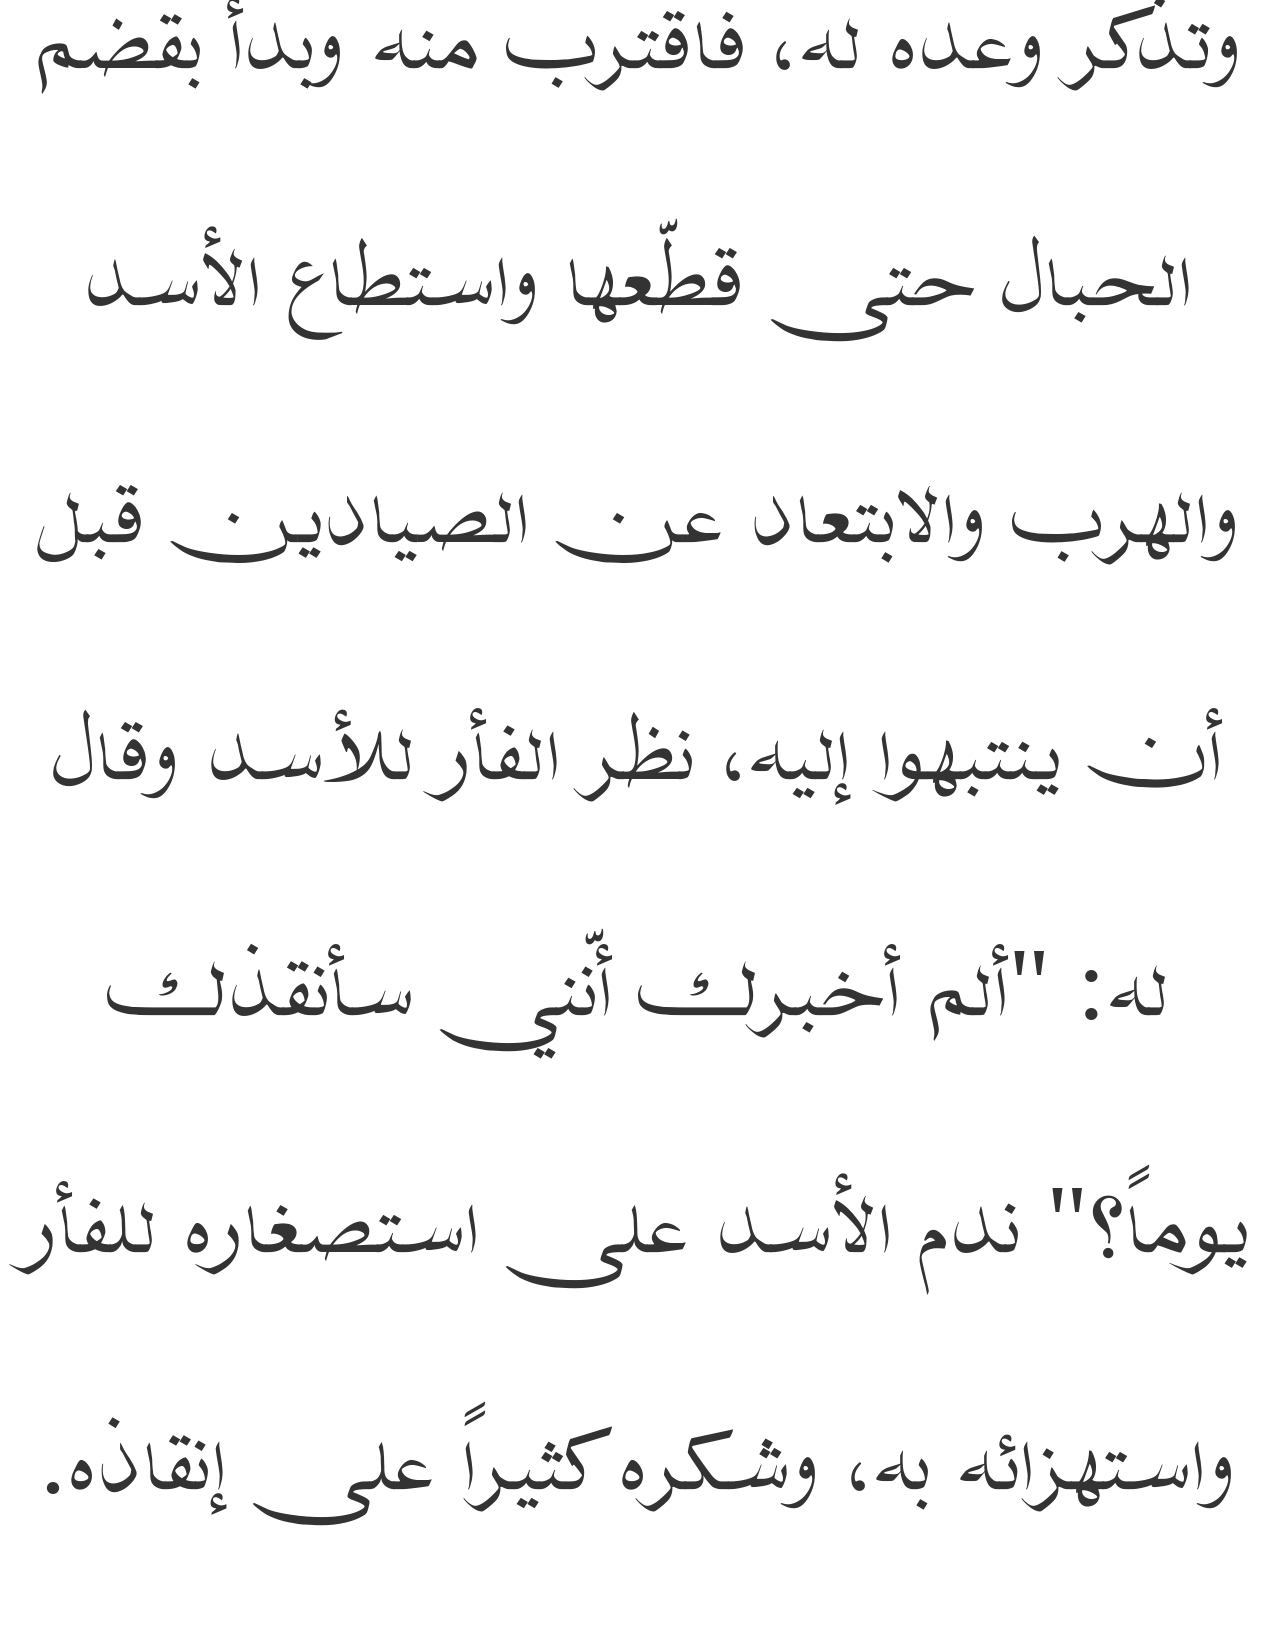 وتذكر وعده له، فاقترب منه وبدأ بقضم
الحبال حتى قطّعها واستطاع الأسد
والهرب والابتعاد عن الصيادين قبل
أن ينتبهوا إليه، نظر الفأر للأسد وقال
له: "ألم أخبرك أنّني سأنقذك
يوماً؟" ندم الأسد على استصغاره للفأر
واستهزائه به، وشكره كثيراً على إنقاذه.